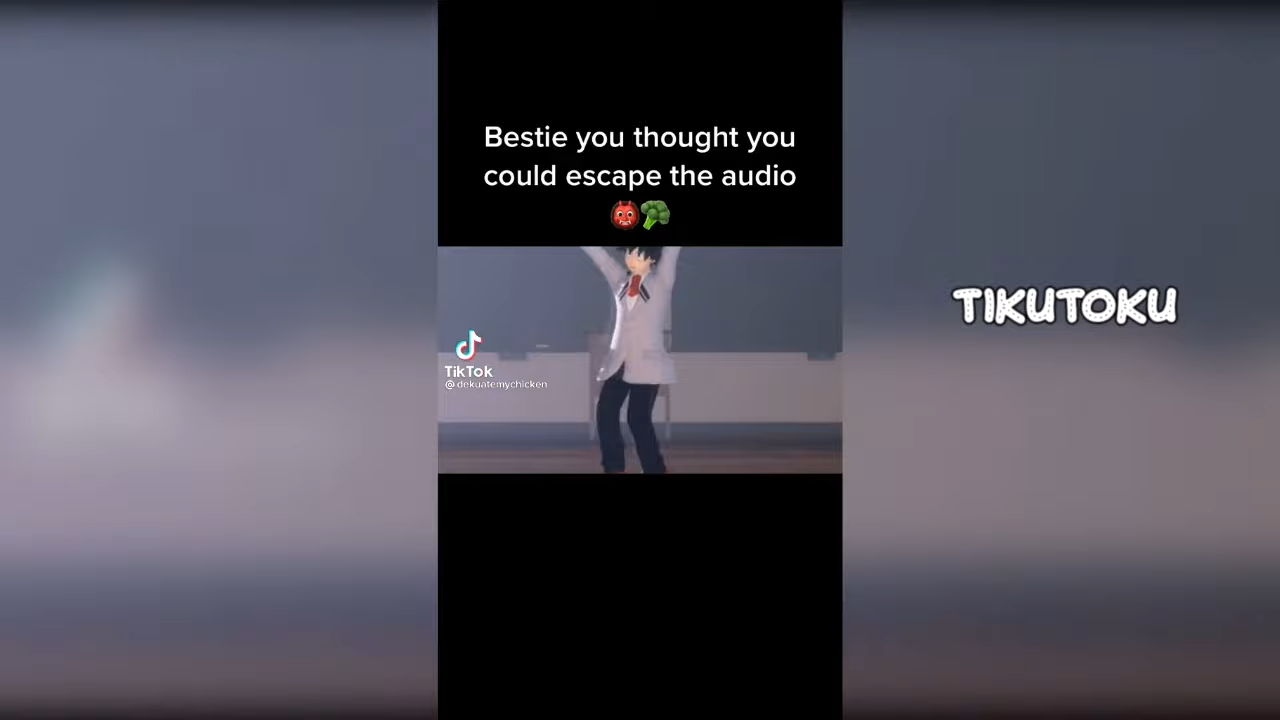 Bestie you thought you
could escape the audio
👹🥦
TikTok
@dekuatemychicken
TIKUTOKU